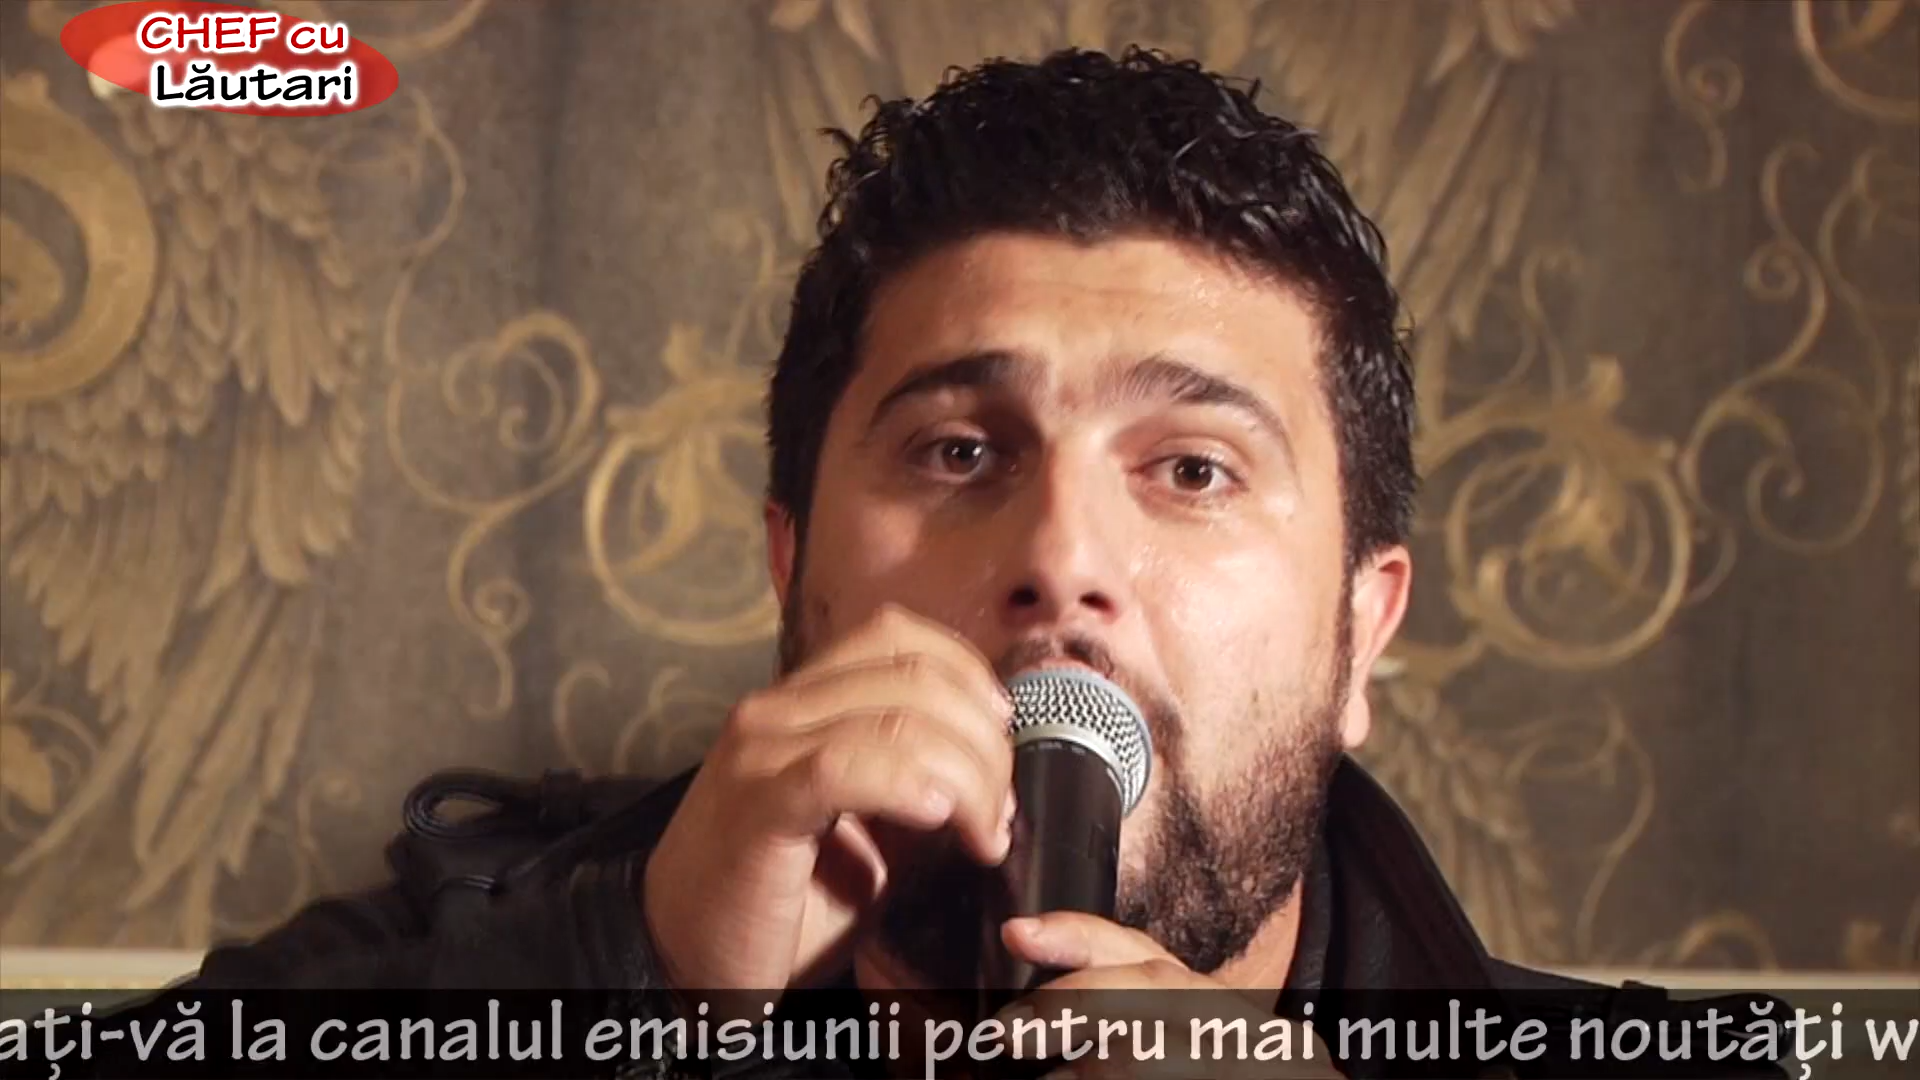 CHEF cu
Lăutari
ați-vă la canalul emisiunii pentru mai multe noutăți w